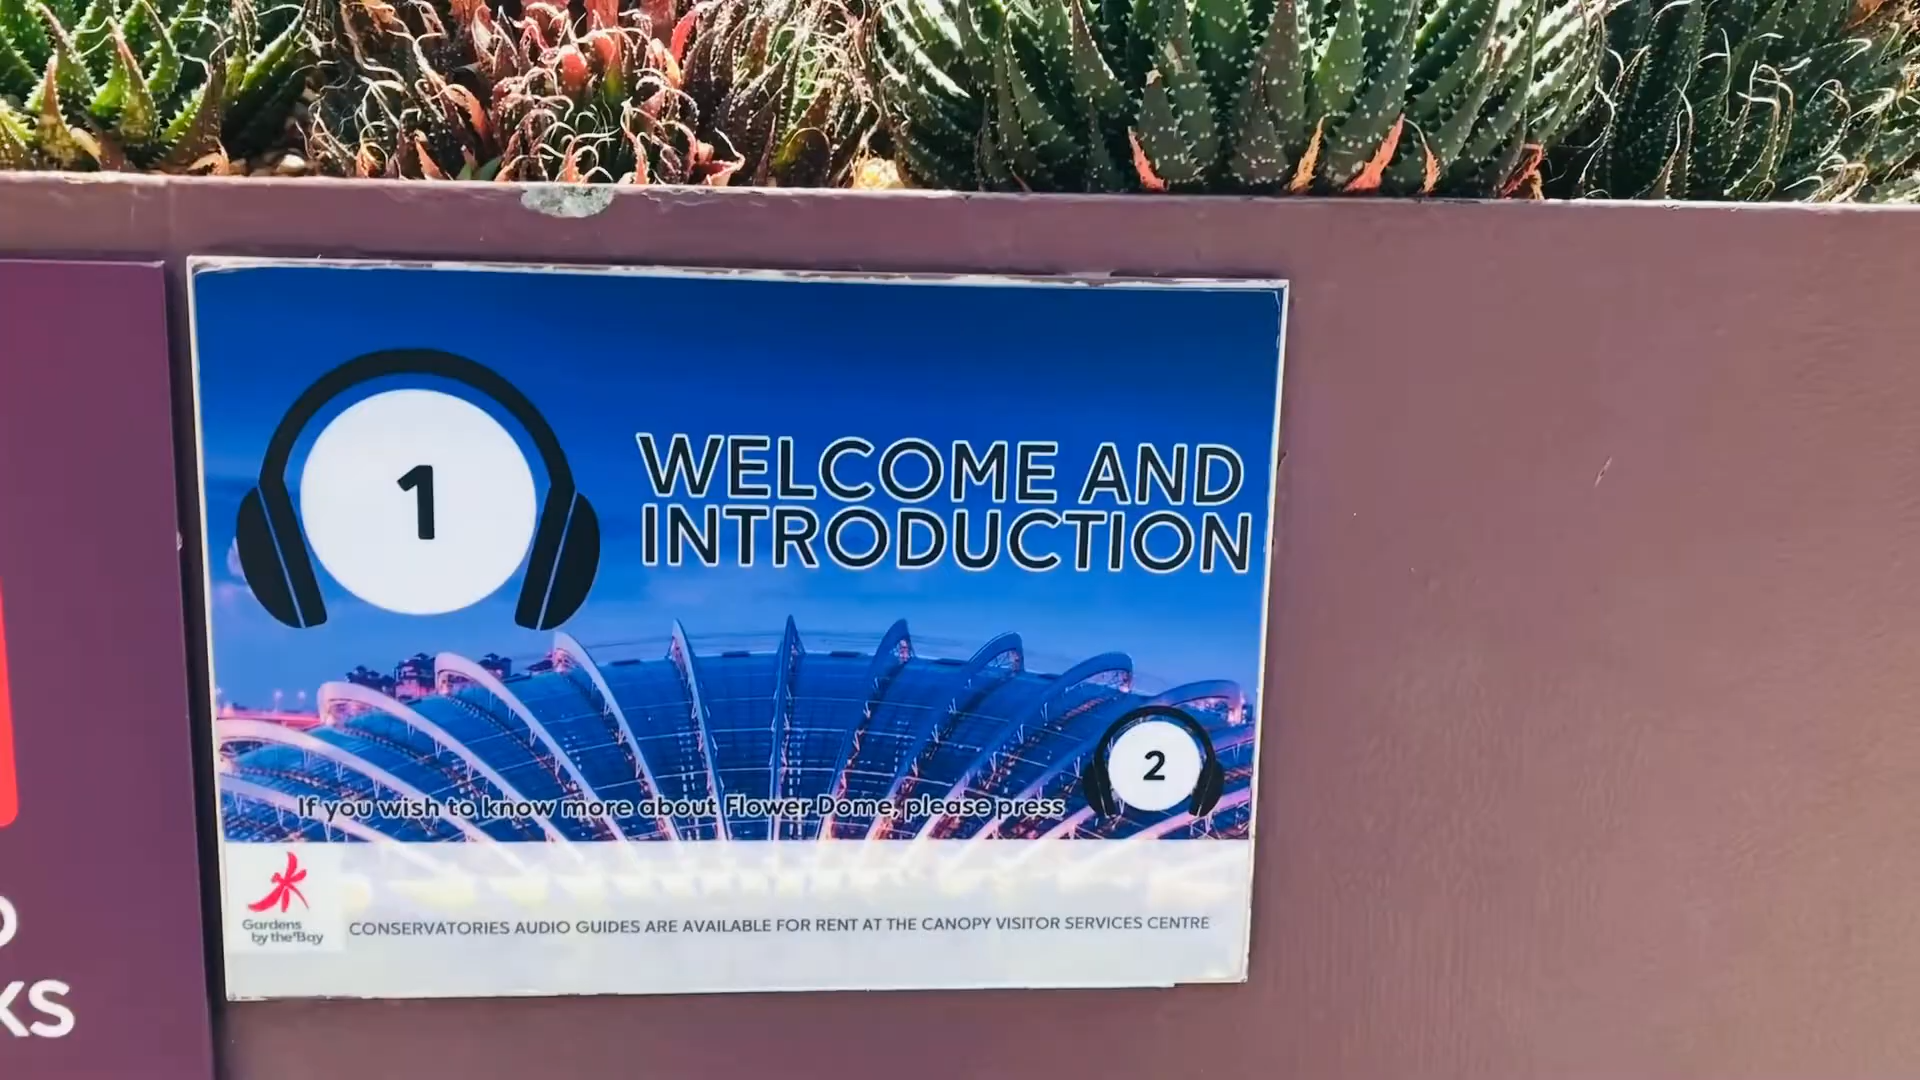 1
WELCOME AND
INTRODUCTION
If you wish to know more about Flower Dome, please press
2
Gardens
by the Bay
CONSERVATORIES AUDIO GUIDES ARE AVAILABLE FOR RENT AT THE CANOPY VISITOR SERVICES CENTRE